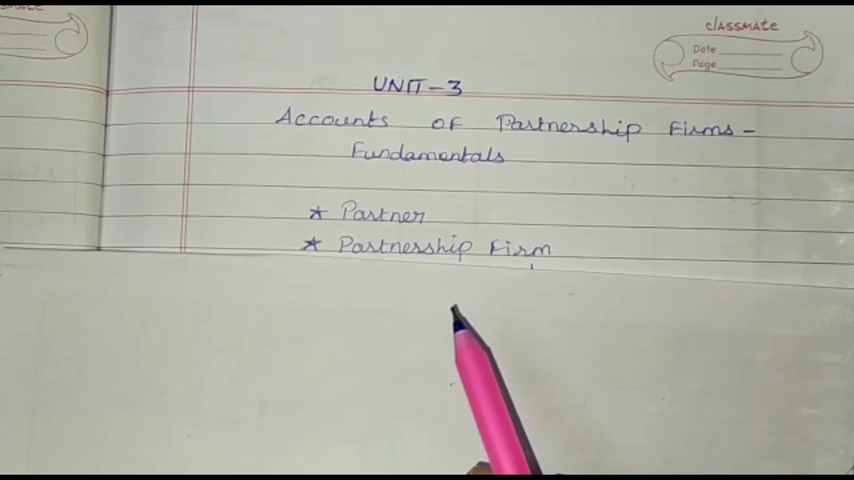 classmate
Date
Page
UNIT-3
Accounts of Partnership Firms-
Fundamentals
* Partner
* Partnership Firm